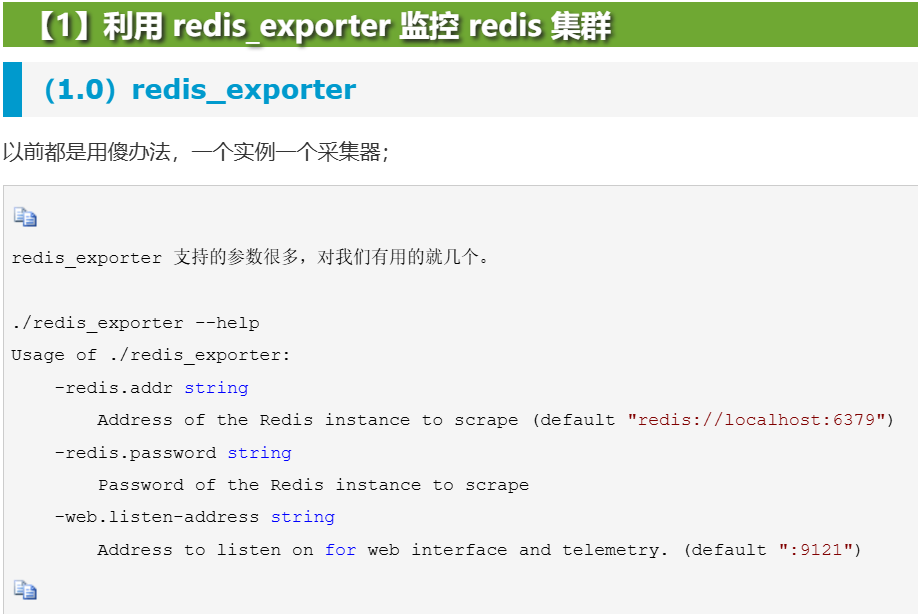 【1】利用 redis_exporter 监控 redis 集群
（1.0）redis_exporter
以前都是用傻办法，一个实例一个采集器；
redis_exporter 支持的参数很多，对我们有用的就几个。
./redis_exporter --help
Usage of ./redis_exporter:
    -redis.addr string
        Address of the Redis instance to scrape (default "redis://localhost:6379")
    -redis.password string
        Password of the Redis instance to scrape
    -web.listen-address string
        Address to listen on for web interface and telemetry. (default ":9121")